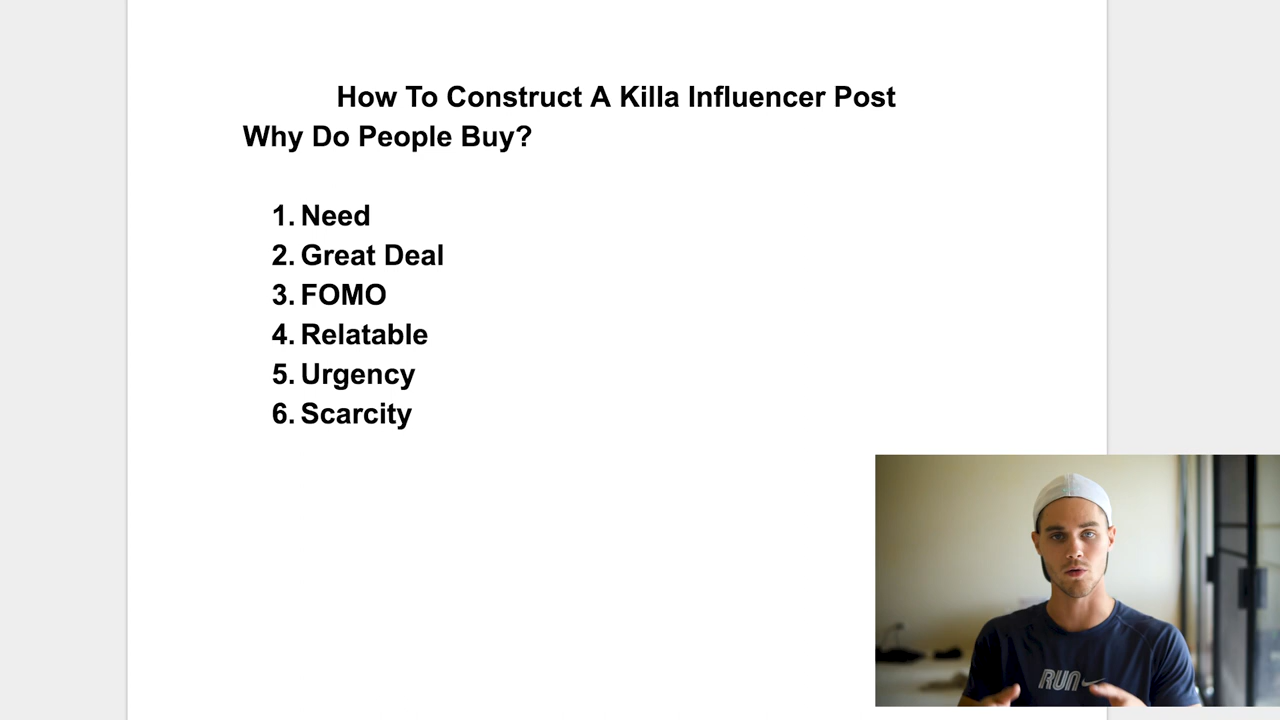 How To Construct A Killa Influencer Post
Why Do People Buy?
1. Need
2. Great Deal
3. FOMO
4. Relatable
5. Urgency
6. Scarcity
RUN